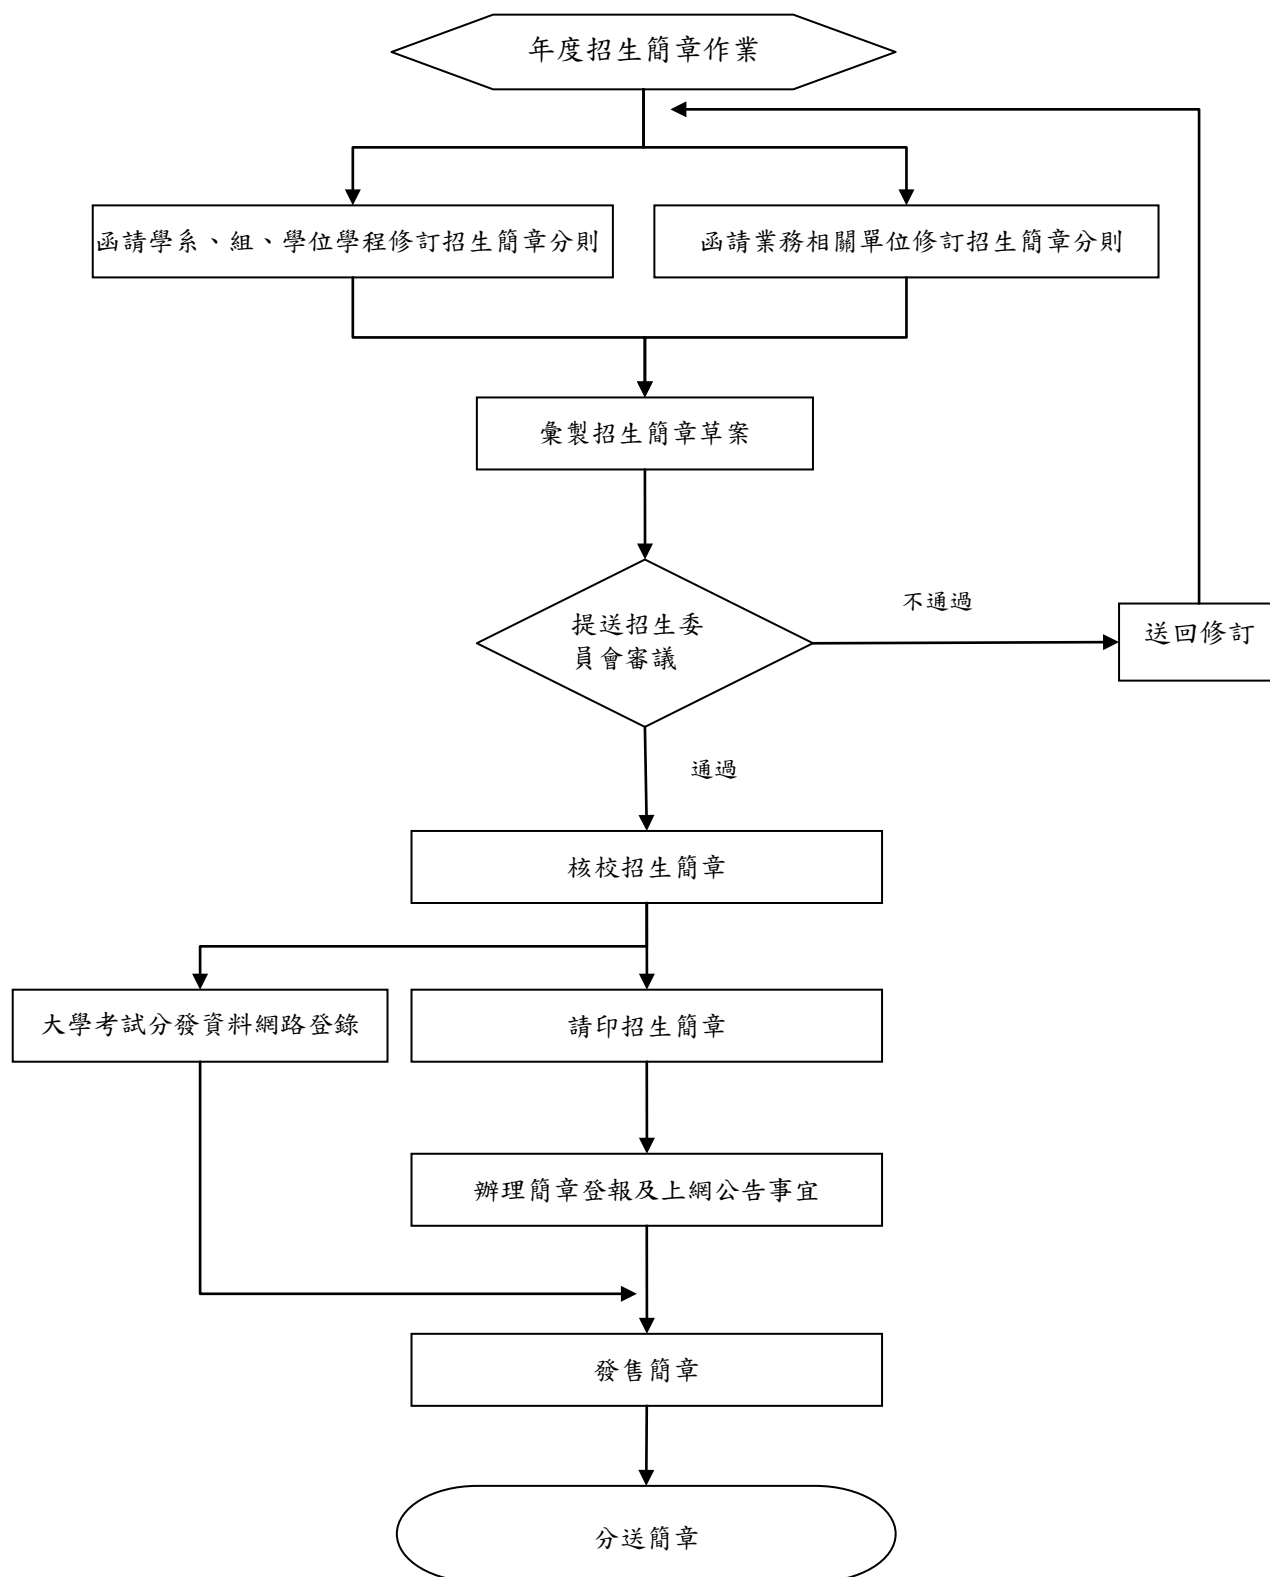 年度招生簡章作業
函請學系、組、學位學程修訂招生簡章分則
函請業務相關單位修訂招生簡章分則
彙製招生簡章草案
提送招生委
員會審議
不通過
送回修訂
通過
核校招生簡章
大學考試分發資料網路登錄
請印招生簡章
辦理簡章登報及上網公告事宜
發售簡章
分送簡章